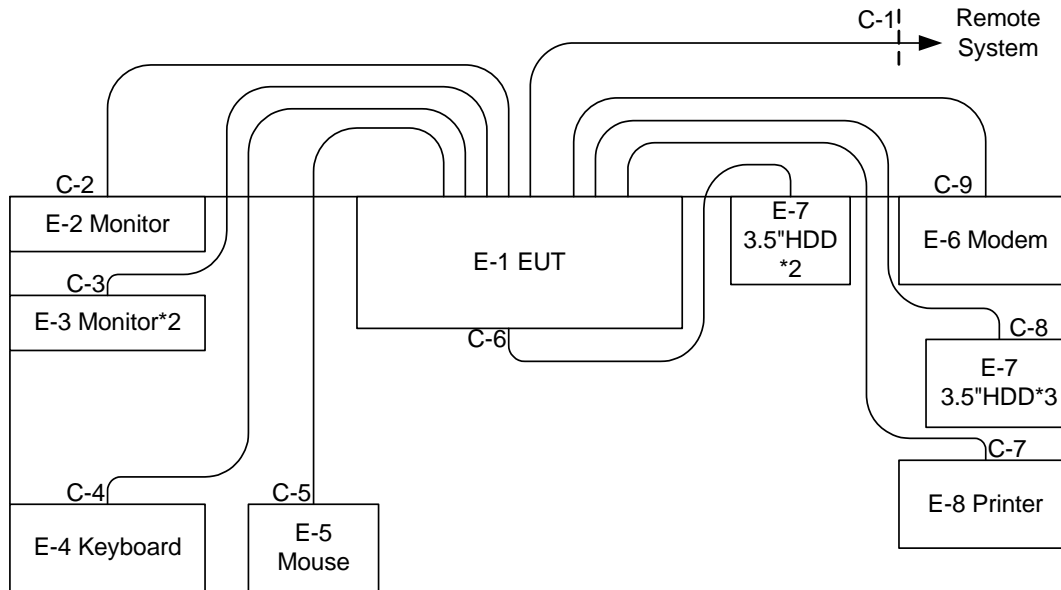 C-1
Remote
System
C-2
C-9
E-2 Monitor
E-1 EUT
E-7
3.5"HDD
*2
E-6 Modem
C-3
E-3 Monitor*2
C-6
C-8
E-7
3.5"HDD*3
C-7
C-4
C-5
E-4 Keyboard
E-5
Mouse
E-8 Printer